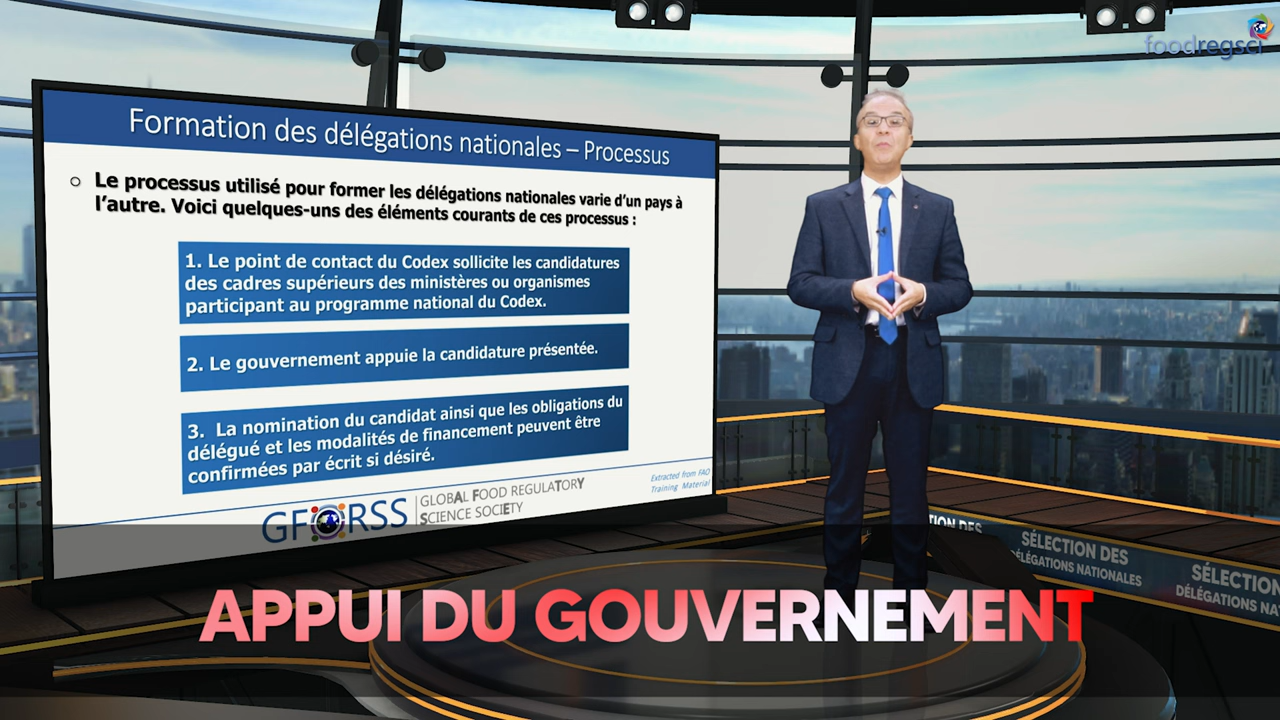 foodregsci
Formation des délégations nationales – Processus
○ Le processus utilisé pour former les délégations nationales varie d'un pays à
l'autre. Voici quelques-uns des éléments courants de ces processus :
1. Le point de contact du Codex sollicite les candidatures
des cadres supérieurs des ministères ou organismes
participant au programme national du Codex.
2. Le gouvernement appuie la candidature présentée.
3. La nomination du candidat ainsi que les obligations du
délégué et les modalités de financement peuvent être
confirmées par écrit si désiré.
Extracted from FAO
Training Material
GFORSS
GLOBAL FOOD REGULATORY
SCIENCE SOCIETY
TION DES
SÉLECTION DES
DÉLÉGATIONS NATIONALES
SÉLECTION
DÉLÉGATIONS NA
APPUI DU GOUVERNEMENT